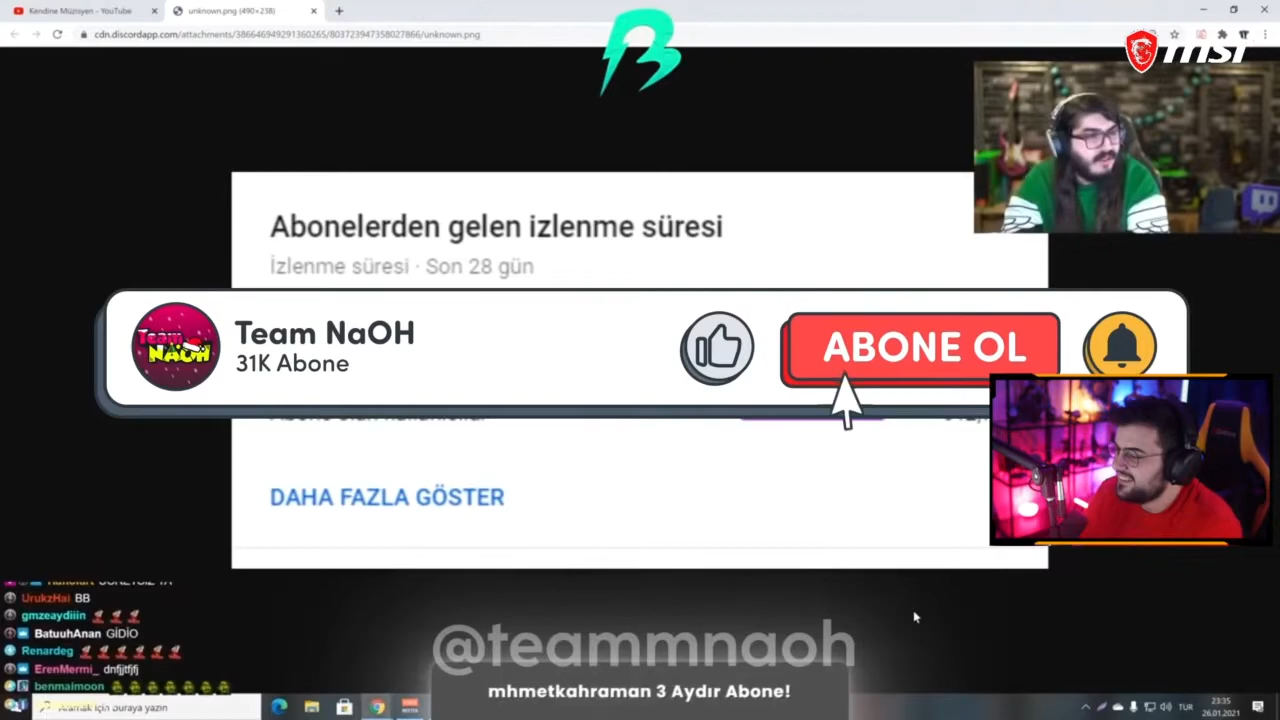 Kendine Müzisyen - YouTube
unknown.png (490×238)
cdn.discordapp.com/attachments/386646949291360265/803723947358027866/unknown.png
msi
Abonelerden gelen izlenme süresi
İzlenme süresi · Son 28 gün
Team NaOH
Team NaOH
31K Abone
ABONE OL
DAHA FAZLA GÖSTER
UrukzHai BB
gmzeaydiiin
BatuuhAnan GİDİO
Renardeg
ErenMermi_ dnfjjtfjfj
benmaimoon
@teammnaoh
mhmetkahraman 3 Aydır Abone!
Aramak için buraya yazın
TUR
23:35
26.01.2021